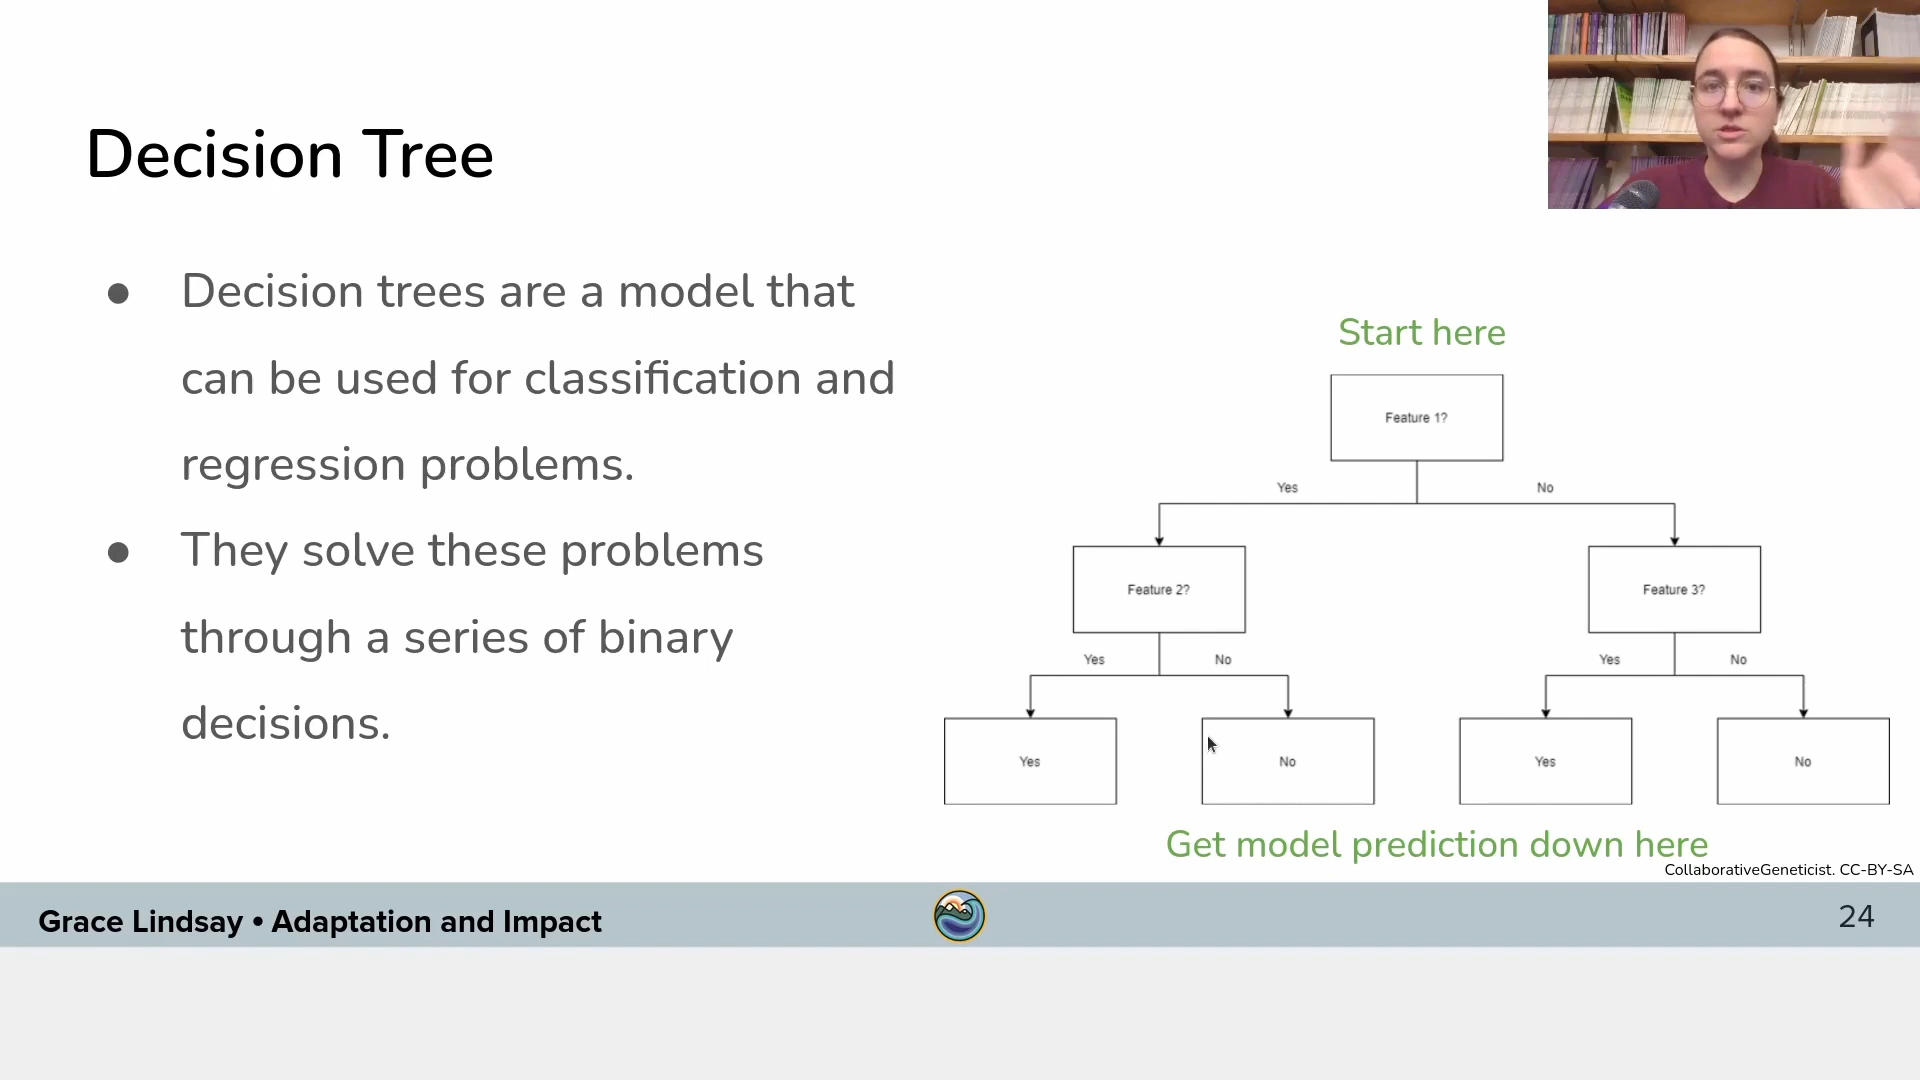 Decision Tree
● Decision trees are a model that
can be used for classification and
regression problems.
● They solve these problems
through a series of binary
decisions.
Start here
Feature 1?
Yes
No
Feature 2?
Feature 3?
Yes
No
Yes
No
Yes
No
Yes
No
Get model prediction down here
CollaborativeGeneticist. CC-BY-SA
Grace Lindsay • Adaptation and Impact
24